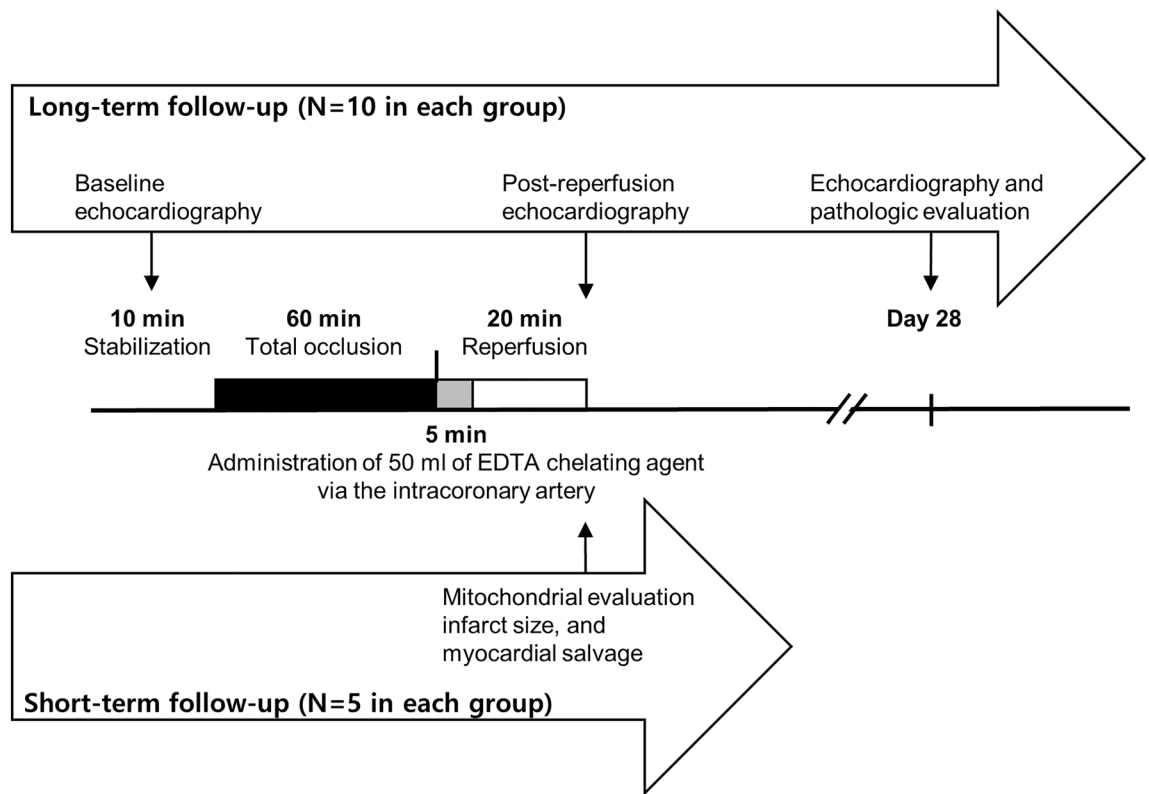 Long-term follow-up (N=10 in each group)
Baseline
echocardiography
Post-reperfusion
echocardiography
Echocardiography and
pathologic evaluation
10 min
Stabilization
60 min
Total occlusion
20 min
Reperfusion
Day 28
5 min
Administration of 50 ml of EDTA chelating agent
via the intracoronary artery
Mitochondrial evaluation
infarct size, and
myocardial salvage
Short-term follow-up (N=5 in each group)